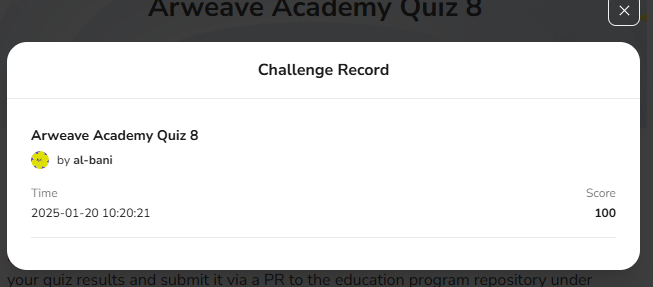 Arweave Academy Quiz 8
Challenge Record
Arweave Academy Quiz 8
by al-bani
Time Score
2025-01-20 10:20:21 100
your quiz results and submit it via a PR to the education program repository under